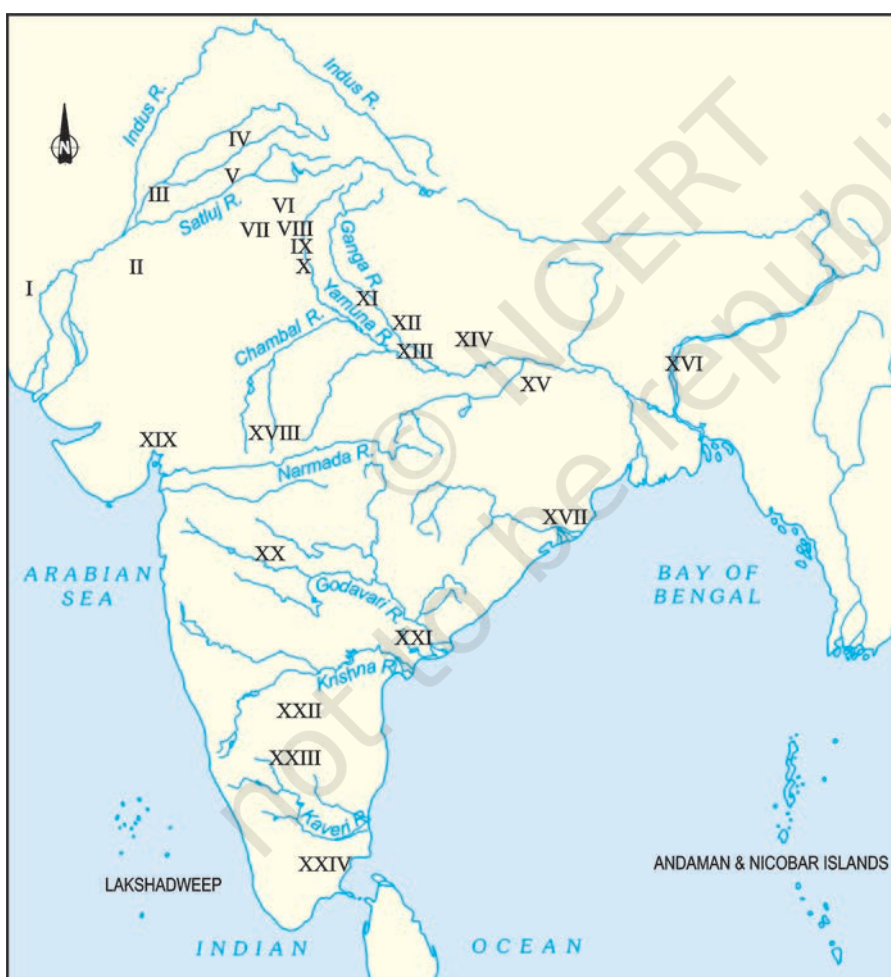 Indus R.
Indus R.
N
IV
V
III
Satluj R.
VI
VII
VIII
IX
X
I
II
Ganga R.
Yamuna R.
XI
XII
XIII
XIV
Chambal R.
XV
XVI
XVIII
XIX
Narmada R.
XVII
XX
Godavari R.
XXI
Krishna R.
ARABIAN
SEA
BAY OF
BENGAL
XXII
XXIII
Kaveri R.
XXIV
LAKSHADWEEP
ANDAMAN & NICOBAR ISLANDS
INDIAN OCEAN
© NCERT
not to be republi